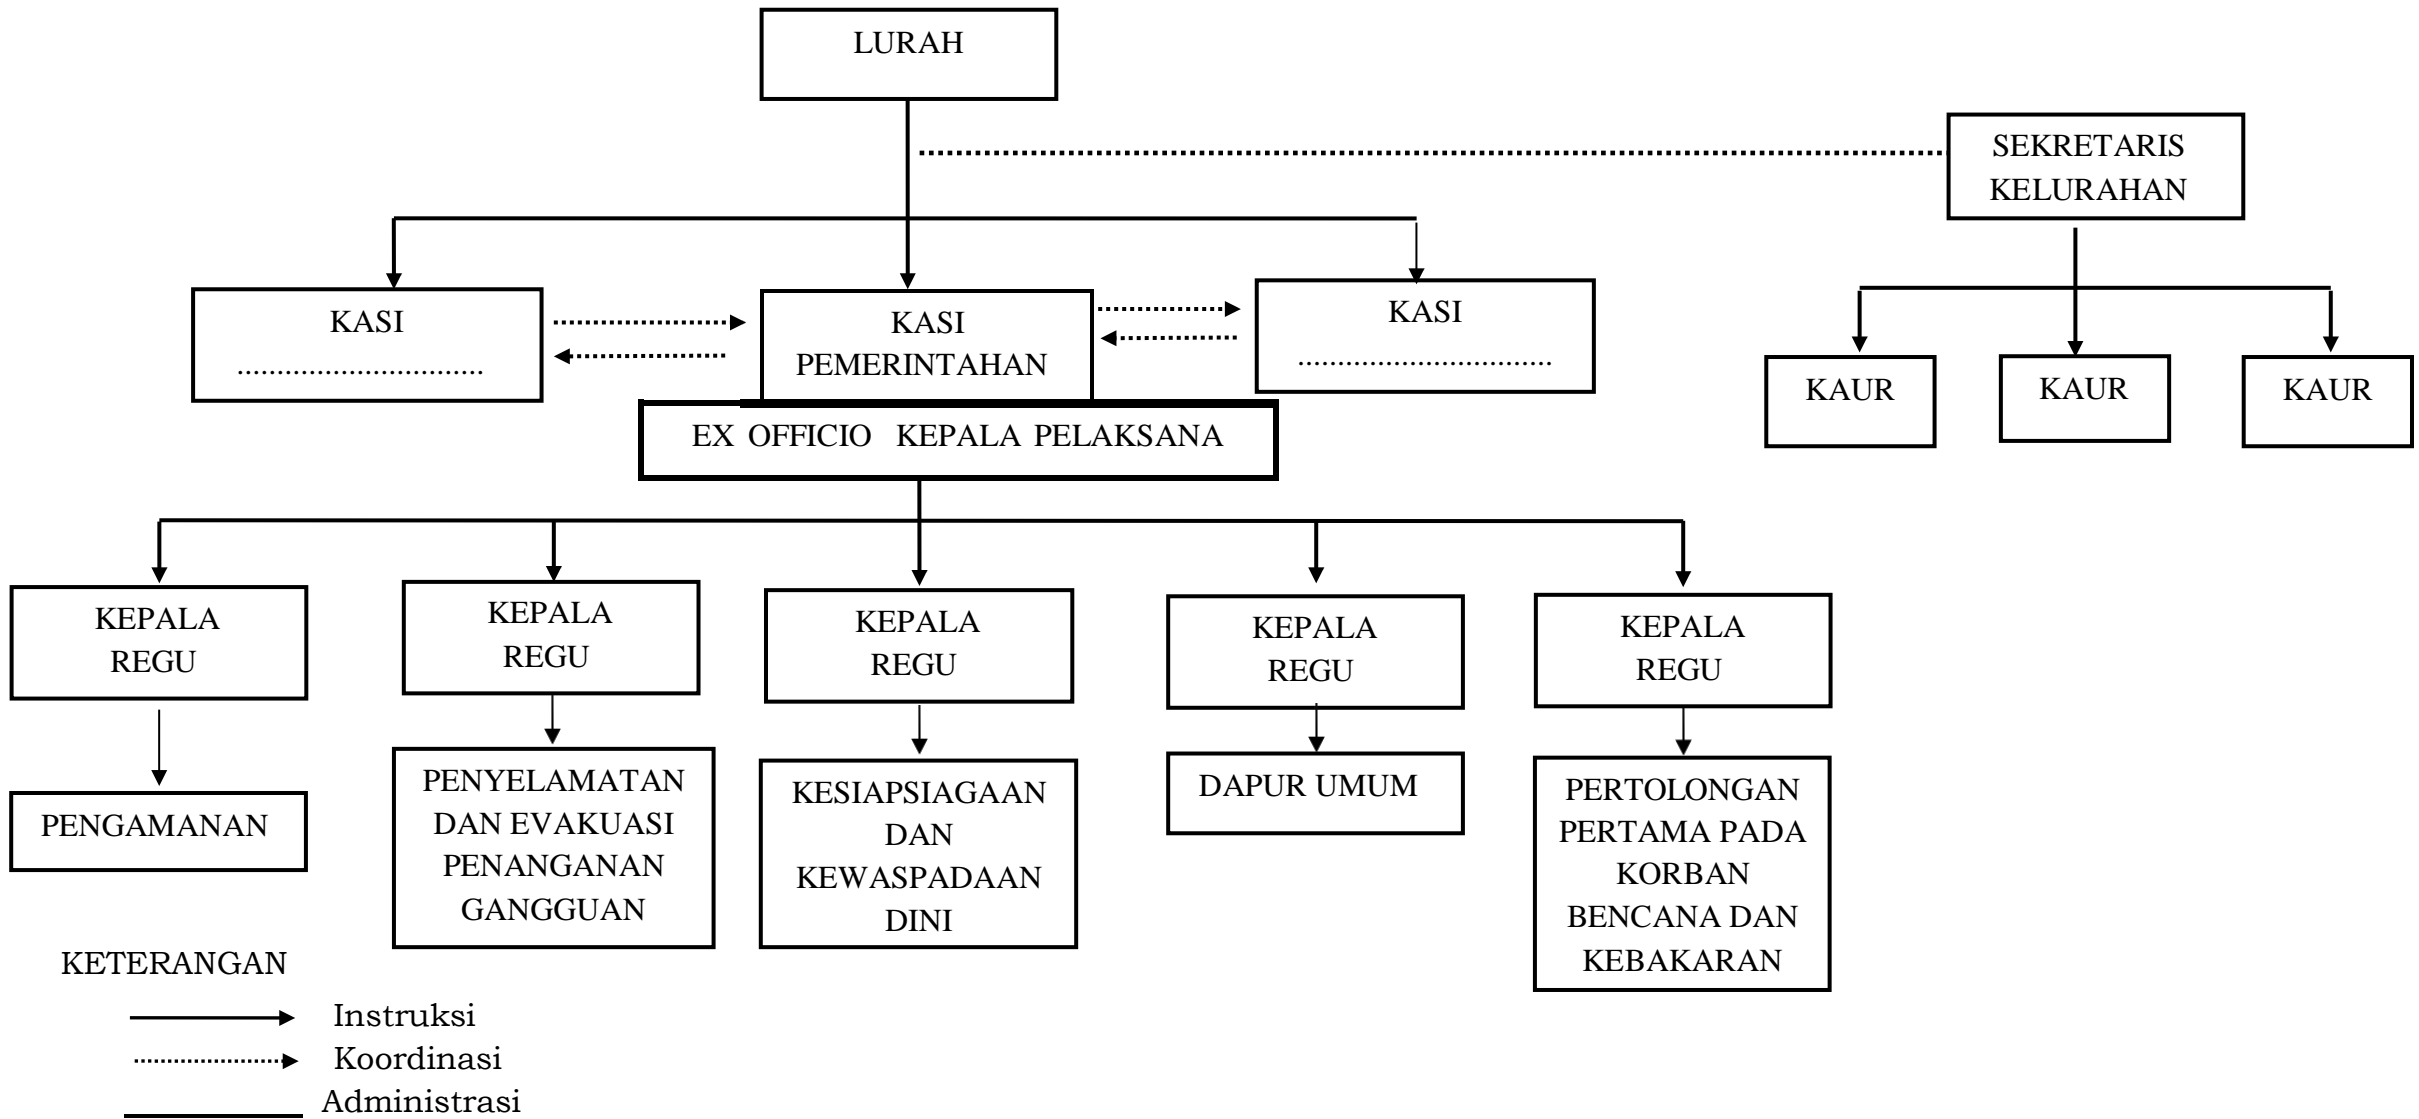 LURAH
SEKRETARIS
KELURAHAN
KASI
...............................
KASI
PEMERINTAHAN
KASI
................................
KAUR
KAUR
KAUR
EX OFFICIO KEPALA PELAKSANA
KEPALA
REGU
KEPALA
REGU
KEPALA
REGU
KEPALA
REGU
KEPALA
REGU
PENGAMANAN
PENYELAMATAN
DAN EVAKUASI
PENANGANAN
GANGGUAN
KESIAPSIAGAAN
DAN
KEWASPADAAN
DINI
DAPUR UMUM
PERTOLONGAN
PERTAMA PADA
KORBAN
BENCANA DAN
KEBAKARAN
KETERANGAN
Instruksi
Koordinasi
Administrasi